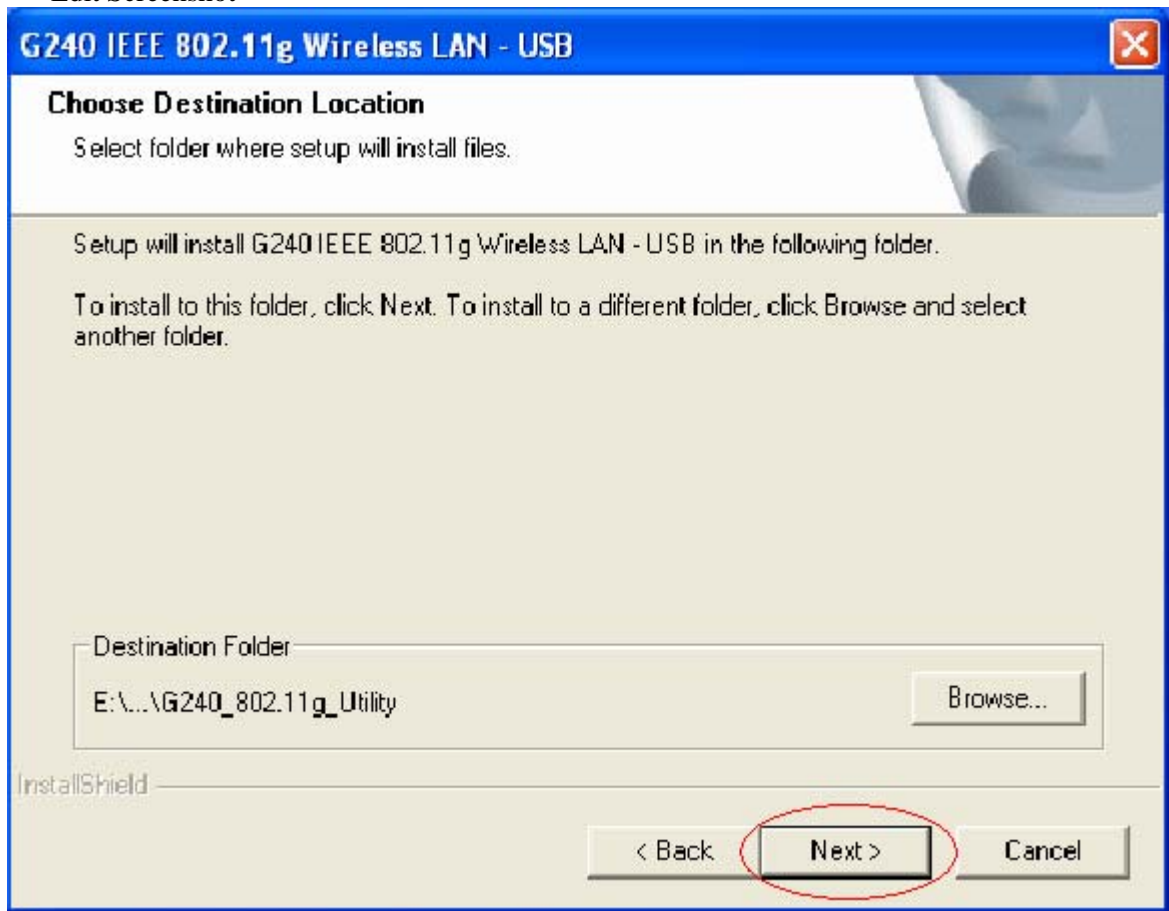 Edit Screenshot
G240 IEEE 802.11g Wireless LAN - USB
Choose Destination Location
Select folder where setup will install files.
Setup will install G240 IEEE 802.11g Wireless LAN - USB in the following folder.
To install to this folder, click Next. To install to a different folder, click Browse and select
another folder.
Destination Folder
E:\...\G240_802.11g_Utility
Browse...
InstallShield
< Back
Next >
Cancel